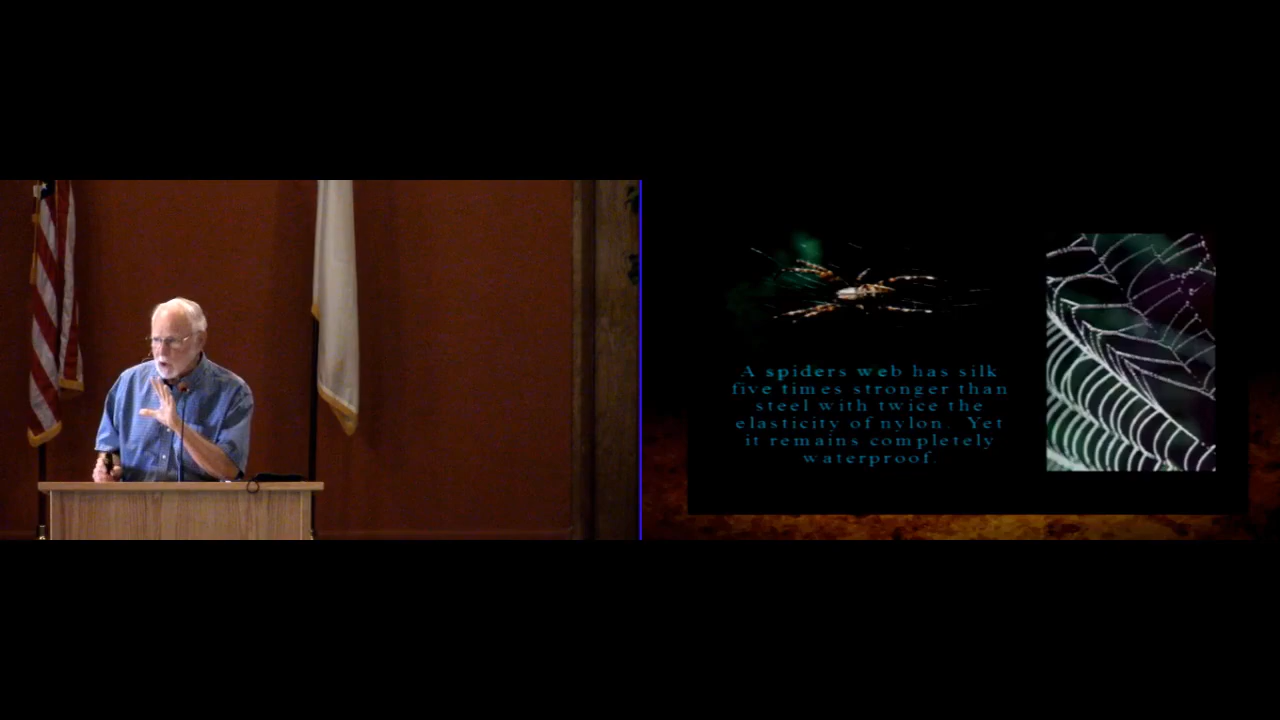 A spiders web has silk
five times stronger than
steel with twice the
elasticity of nylon. Yet
it remains completely
waterproof.